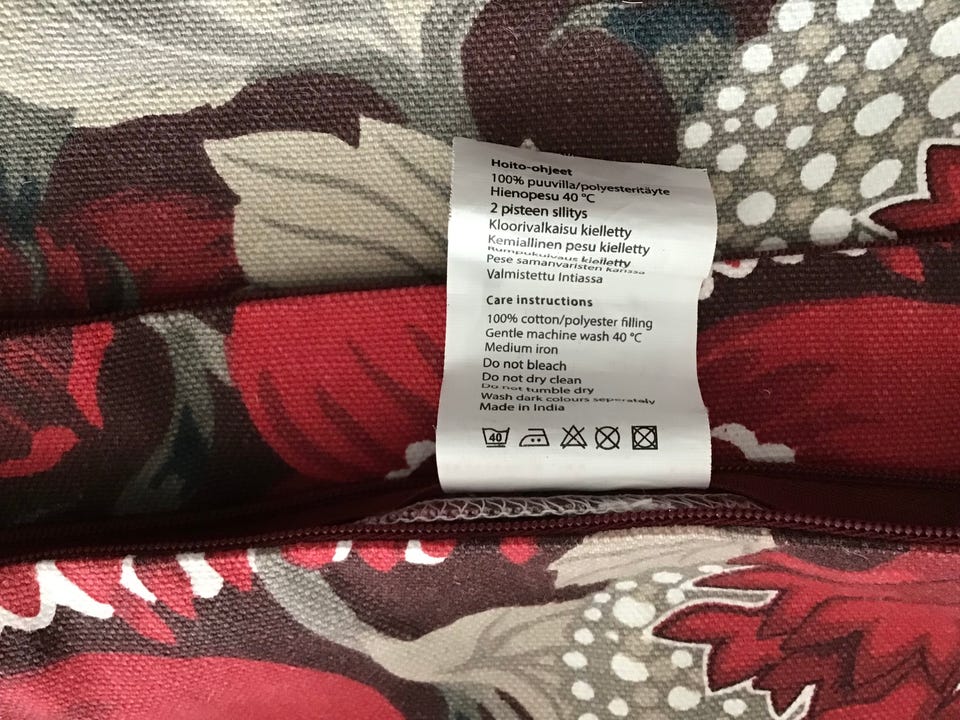 Hoito-ohjeet
100% puuvilla/polyesteritäyte
Hienopesu 40 °C
2 pisteen silitys
Kloorivalkaisu kielletty
Kemiallinen pesu kielletty
Rumpukuivaus kielletty
Pese samanväristen kanssa
Valmistettu Intiassa
Care instructions
100% cotton/polyester filling
Gentle machine wash 40 °C
Medium iron
Do not bleach
Do not dry clean
Do not tumble dry
Wash dark colours seperately
Made in India
40